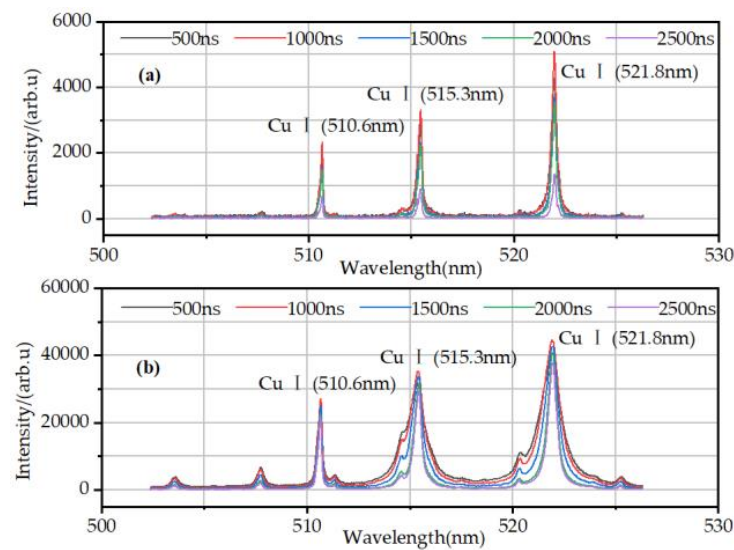 6000
500ns 1000ns 1500ns 2000ns 2500ns
(a)
Cu Ⅰ (521.8nm)
4000
Cu Ⅰ (515.3nm)
Cu Ⅰ (510.6nm)
2000
0
Intensity/(arb.u)
500 510 520 530
Wavelength(nm)
60000
500ns 1000ns 1500ns 2000ns 2500ns
Cu Ⅰ (521.8nm)
40000
(b)
Cu Ⅰ (515.3nm)
Cu Ⅰ (510.6nm)
20000
0
Intensity/(arb.u)
500 510 520 530
Wavelength(nm)